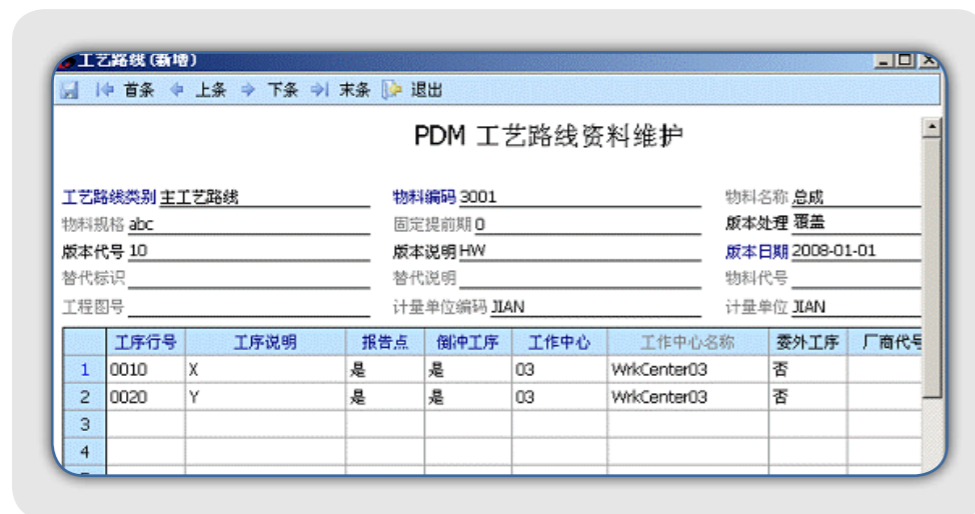 工艺路线(新增)
首条 上条 下条 末条 退出
PDM 工艺路线资料维护
工艺路线类别 主工艺路线 物料编码 3001 物料名称 总成
物料规格 abc 固定提前期 0 版本处理 覆盖
版本代号 10 版本说明 HW 版本日期 2008-01-01
替代标识 替代说明 物料代号
工程图号 计量单位编码 JIAN 计量单位 JIAN
工序行号 工序说明 报告点 倒冲工序 工作中心 工作中心名称 委外工序 厂商代号
1 0010 X 是 是 03 WrkCenter03 否
2 0020 Y 是 是 03 WrkCenter03 否
3
4